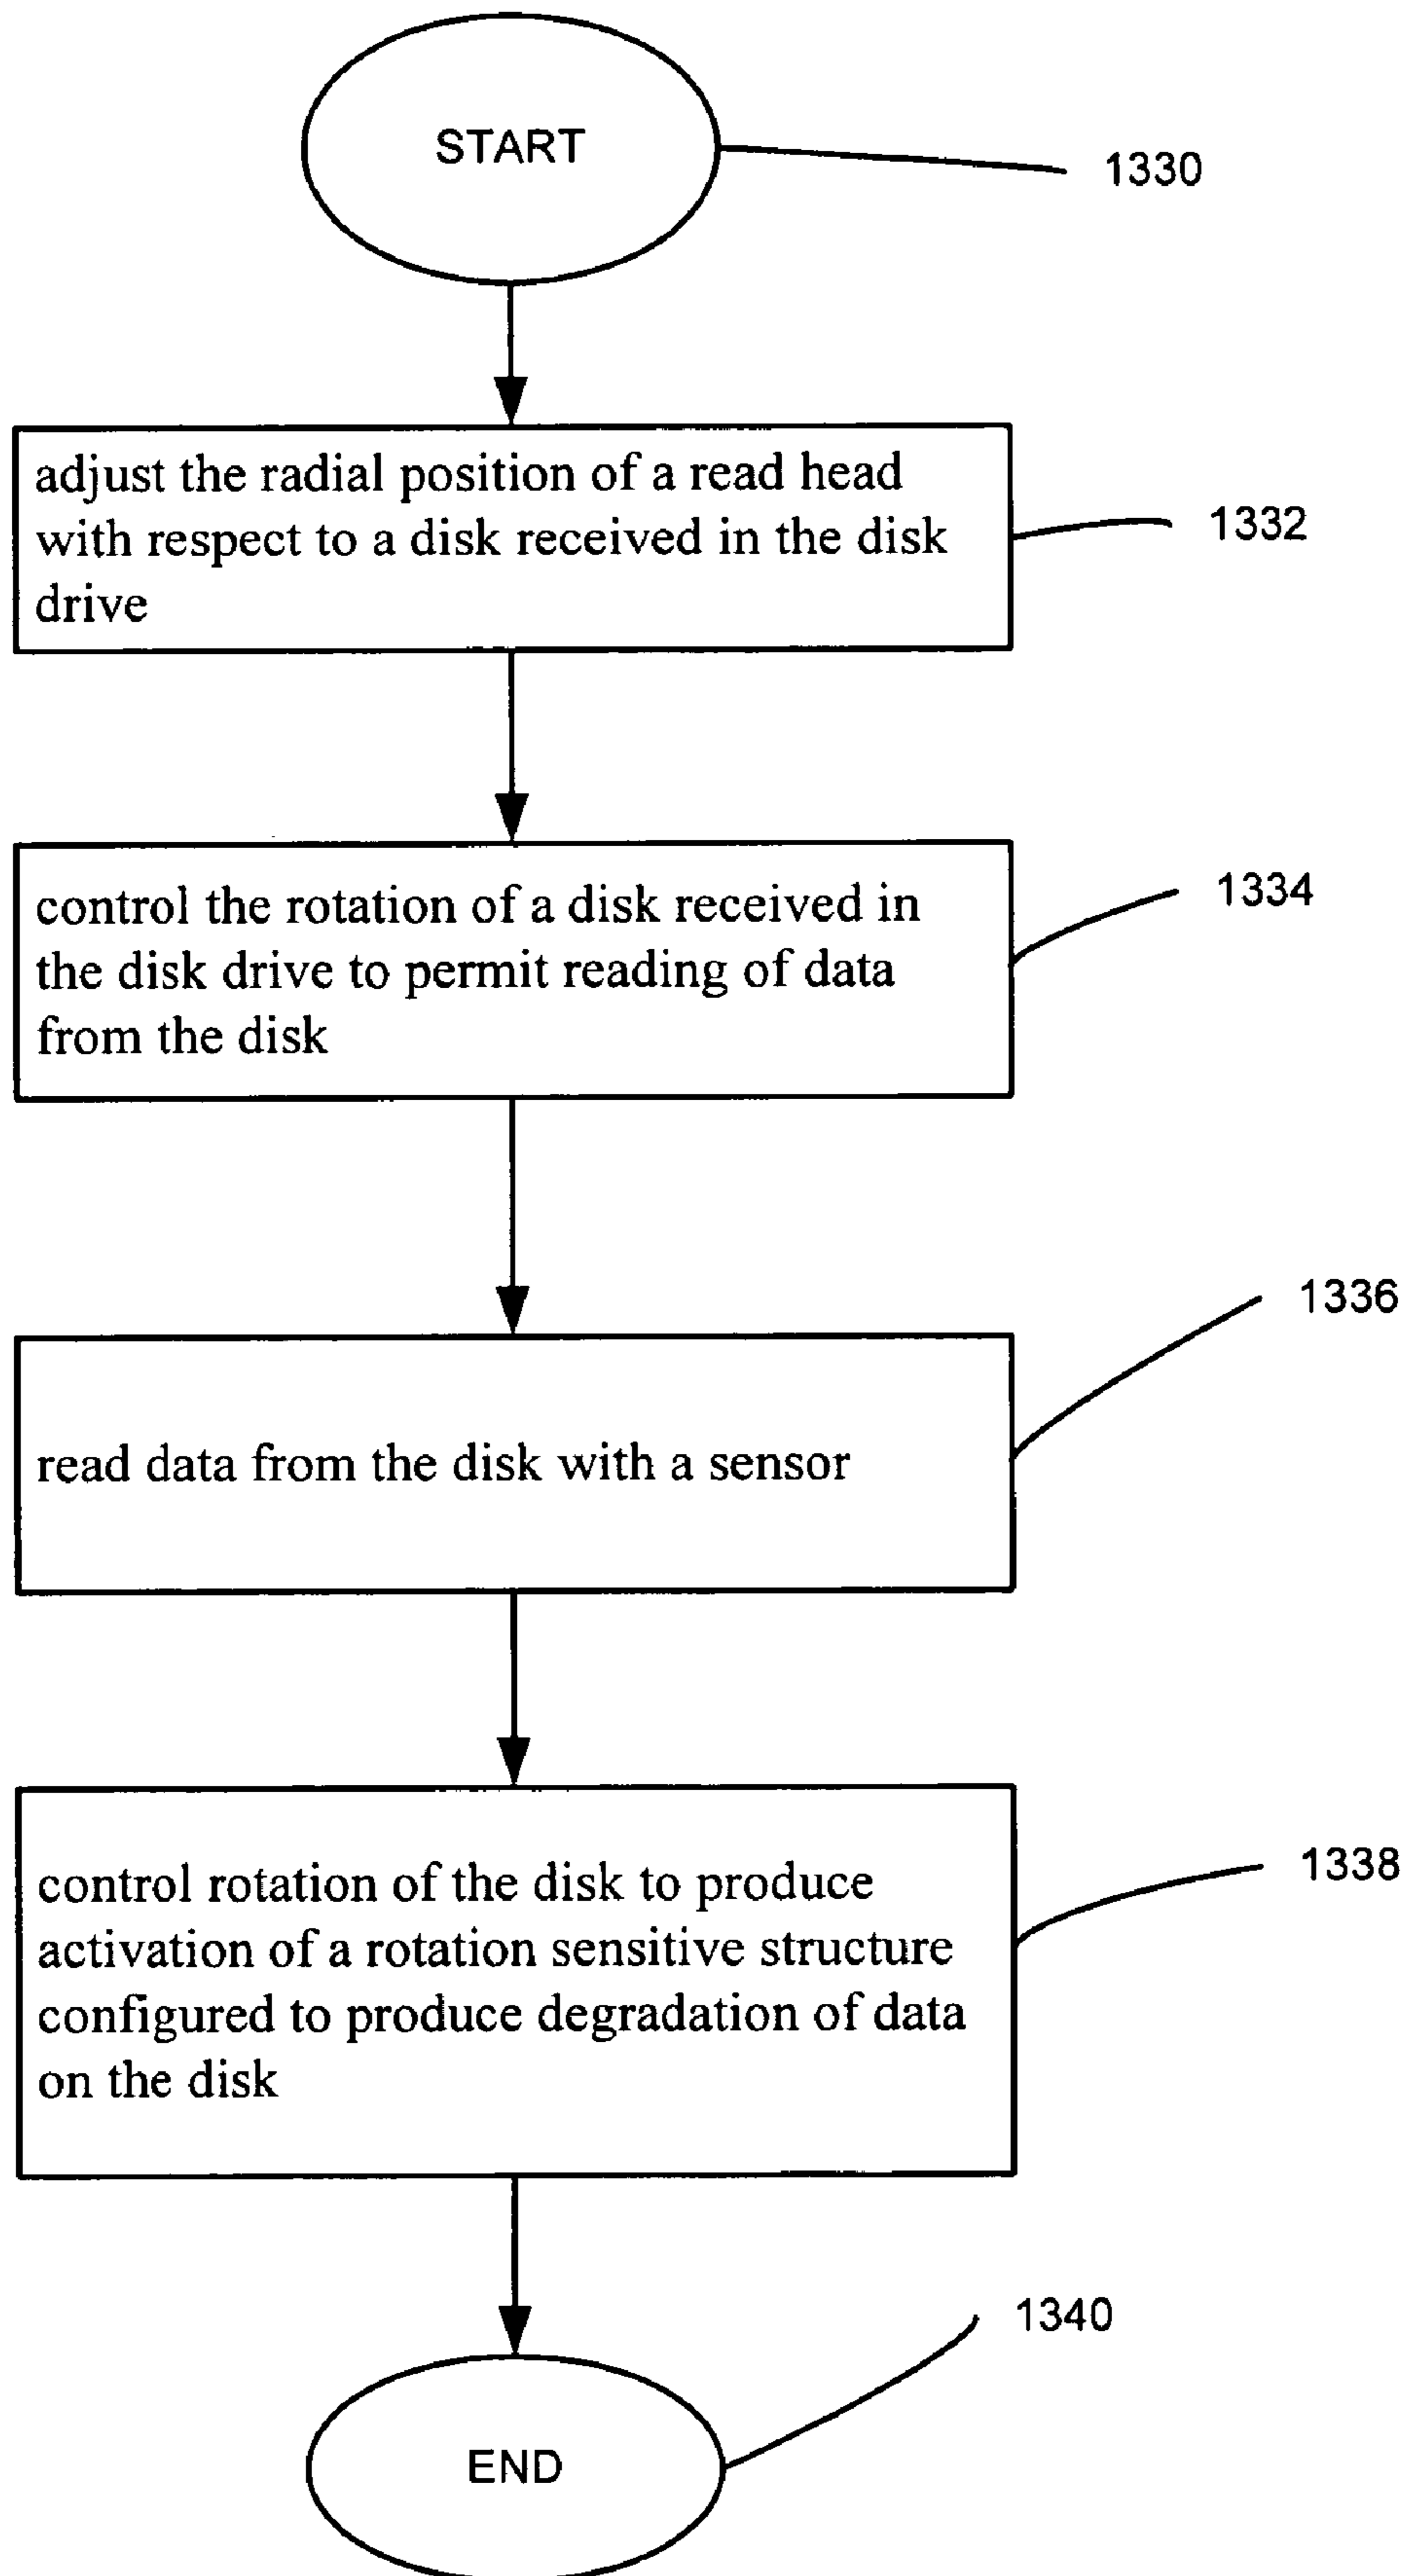 START
1330
adjust the radial position of a read head
with respect to a disk received in the disk
drive
1332
control the rotation of a disk received in
the disk drive to permit reading of data
from the disk
1334
read data from the disk with a sensor
1336
control rotation of the disk to produce
activation of a rotation sensitive structure
configured to produce degradation of data
on the disk
1338
END
1340